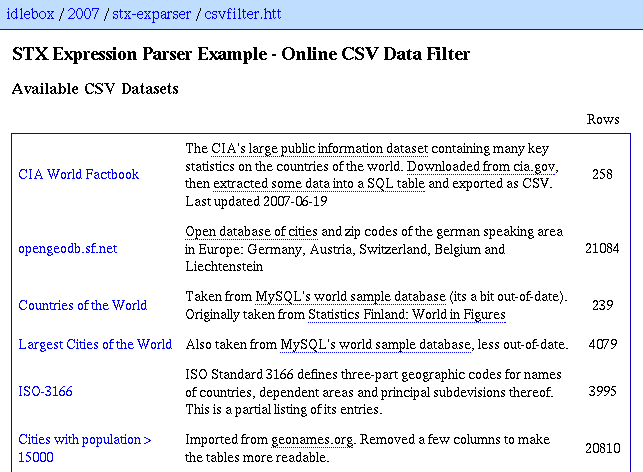 idlebox / 2007 / stx-exparser / csvfilter.htt
STX Expression Parser Example - Online CSV Data Filter
Available CSV Datasets
Rows
CIA World Factbook
The CIA's large public information dataset containing many key
statistics on the countries of the world. Downloaded from cia.gov,
then extracted some data into a SQL table and exported as CSV.
Last updated 2007-06-19
258
opengeodb.sf.net
Open database of cities and zip codes of the german speaking area
in Europe: Germany, Austria, Switzerland, Belgium and
Liechtenstein
21084
Countries of the World
Taken from MySQL's world sample database (its a bit out-of-date).
Originally taken from Statistics Finland: World in Figures
239
Largest Cities of the World
Also taken from MySQL's world sample database, less out-of-date.
4079
ISO-3166
ISO Standard 3166 defines three-part geographic codes for names
of countries, dependent areas and principal subdevisions thereof.
This is a partial listing of its entries.
3995
Cities with population >
15000
Imported from geonames.org. Removed a few columns to make
the tables more readable.
20810